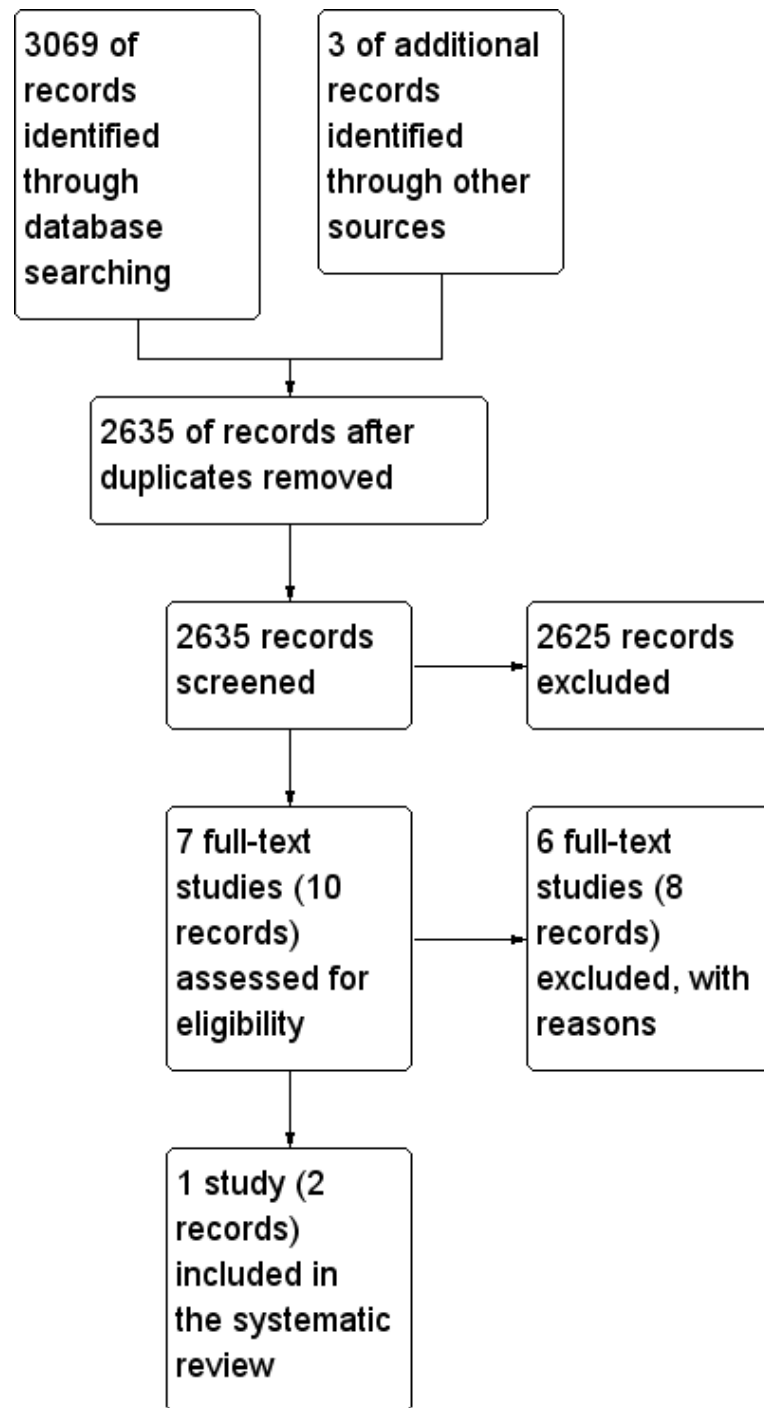 3069 of
records
identified
through
database
searching
3 of additional
records
identified
through other
sources
2635 of records after
duplicates removed
2635 records
screened
2625 records
excluded
7 full-text
studies (10
records)
assessed for
eligibility
6 full-text
studies (8
records)
excluded, with
reasons
1 study (2
records)
included in
the systematic
review